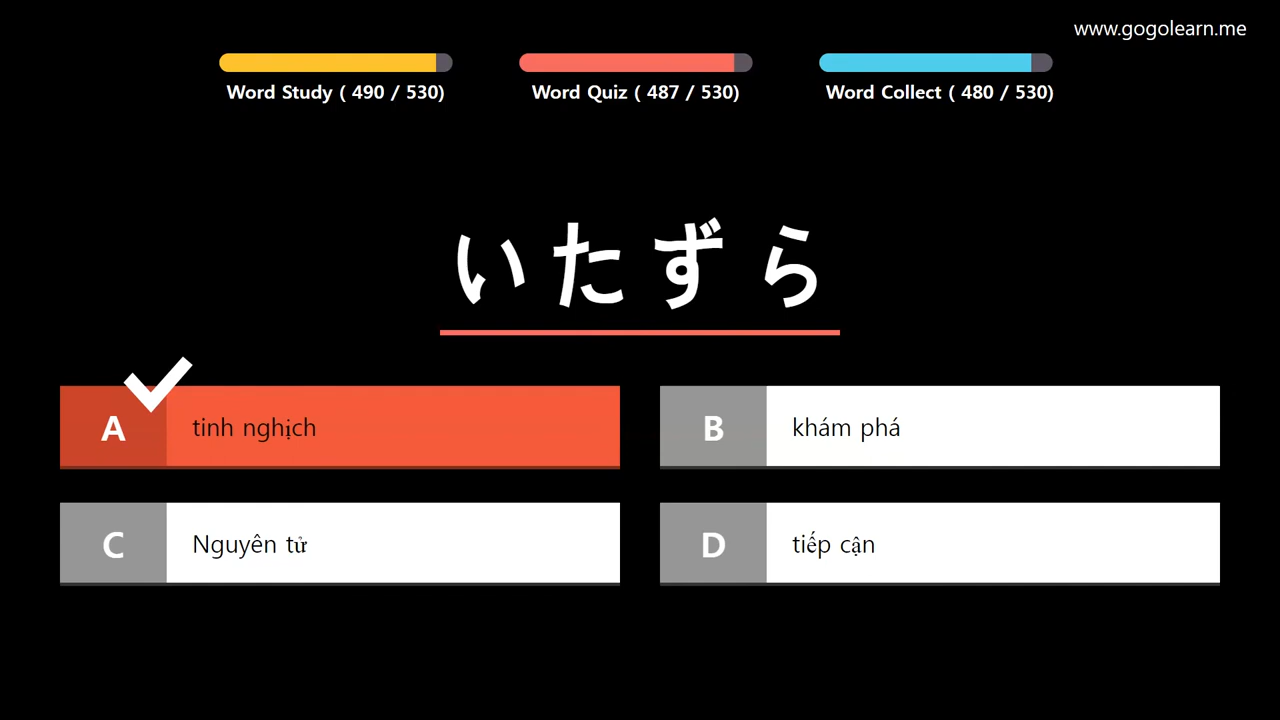 www.gogolearn.me
Word Study ( 490 / 530)
Word Quiz ( 487 / 530)
Word Collect ( 480 / 530)
いたずら
A
tinh nghịch
B
khám phá
C
Nguyên tử
D
tiếp cận